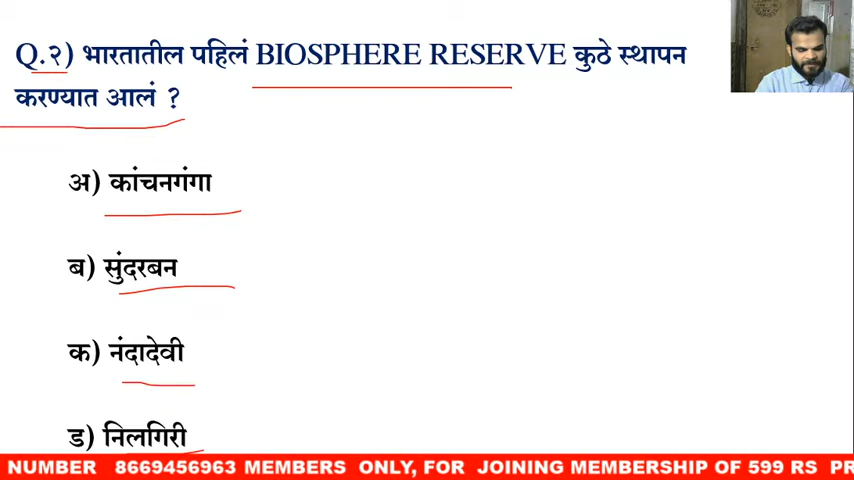 Q.२) भारतातील पहिलं BIOSPHERE RESERVE कुठे स्थापन
करण्यात आलं ?
अ) कांचनगंगा
ब) सुंदरबन
क) नंदादेवी
ड) निलगिरी
NUMBER 8669456963 MEMBERS ONLY, FOR JOINING MEMBERSHIP OF 599 RS PR